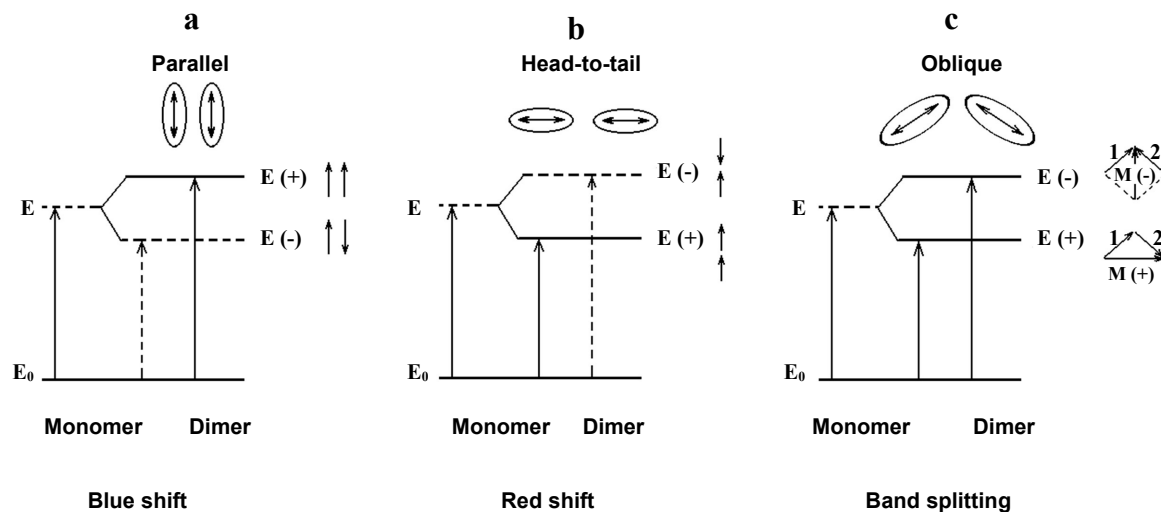 a
Parallel
E (+)
E
E (-)
E₀
Monomer
Dimer
Blue shift
b
Head-to-tail
E (-)
E
E (+)
E₀
Monomer
Dimer
Red shift
c
Oblique
E (-)
1 2
M (-)
E
E (+)
1 2
M (+)
E₀
Monomer
Dimer
Band splitting